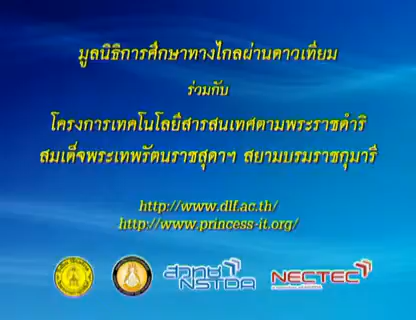 มูลนิธิการศึกษาทางไกลผ่านดาวเทียม
ร่วมกับ
โครงการเทคโนโลยีสารสนเทศตามพระราชดำริ
สมเด็จพระเทพรัตนราชสุดาฯ สยามบรมราชกุมารี
http://www.dlf.ac.th/
http://www.princess-it.org/
สวทช
NSTDA
NECTEC